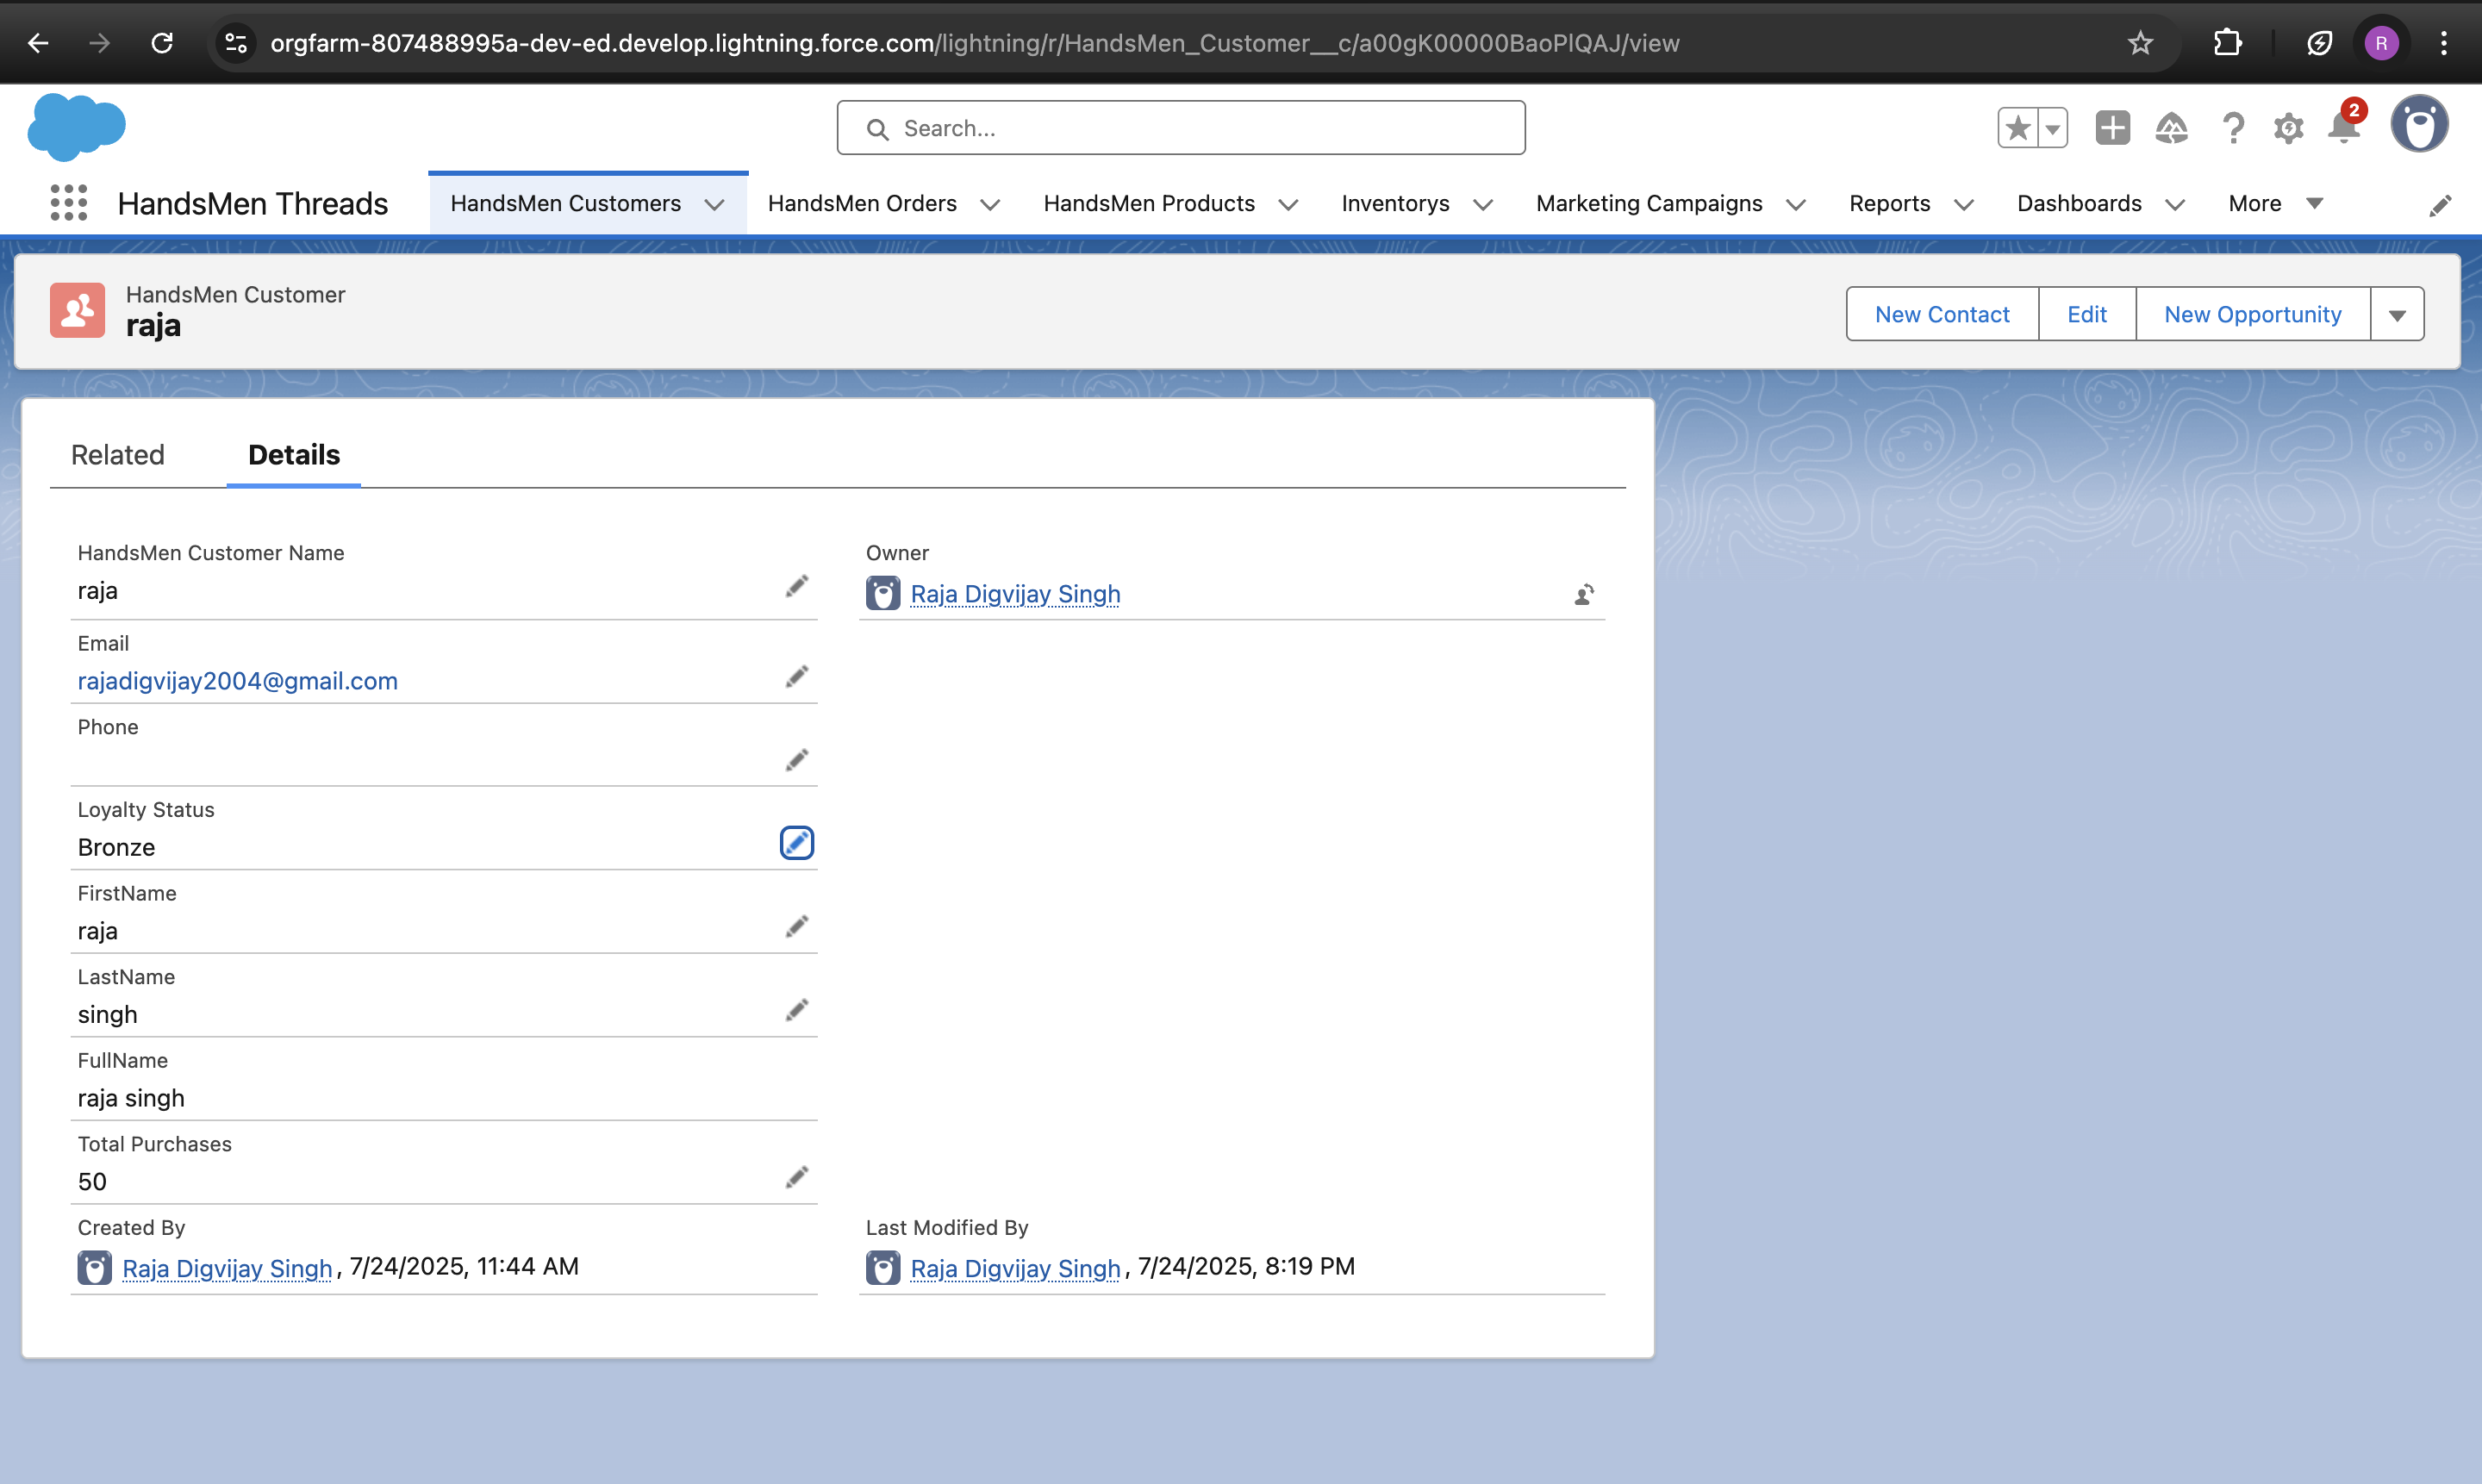 orgfarm-807488995a-dev-ed.develop.lightning.force.com/lightning/r/HandsMen_Customer__c/a00gK00000BaoPlQAJ/view
R
Search...
2
HandsMen Threads
HandsMen Customers
HandsMen Orders
HandsMen Products
Inventorys
Marketing Campaigns
Reports
Dashboards
More
HandsMen Customer
raja
New Contact
Edit
New Opportunity
Related
Details
HandsMen Customer Name
raja
Owner
Raja Digvijay Singh
Email
rajadigvijay2004@gmail.com
Phone
Loyalty Status
Bronze
FirstName
raja
LastName
singh
FullName
raja singh
Total Purchases
50
Created By
Raja Digvijay Singh, 7/24/2025, 11:44 AM
Last Modified By
Raja Digvijay Singh, 7/24/2025, 8:19 PM